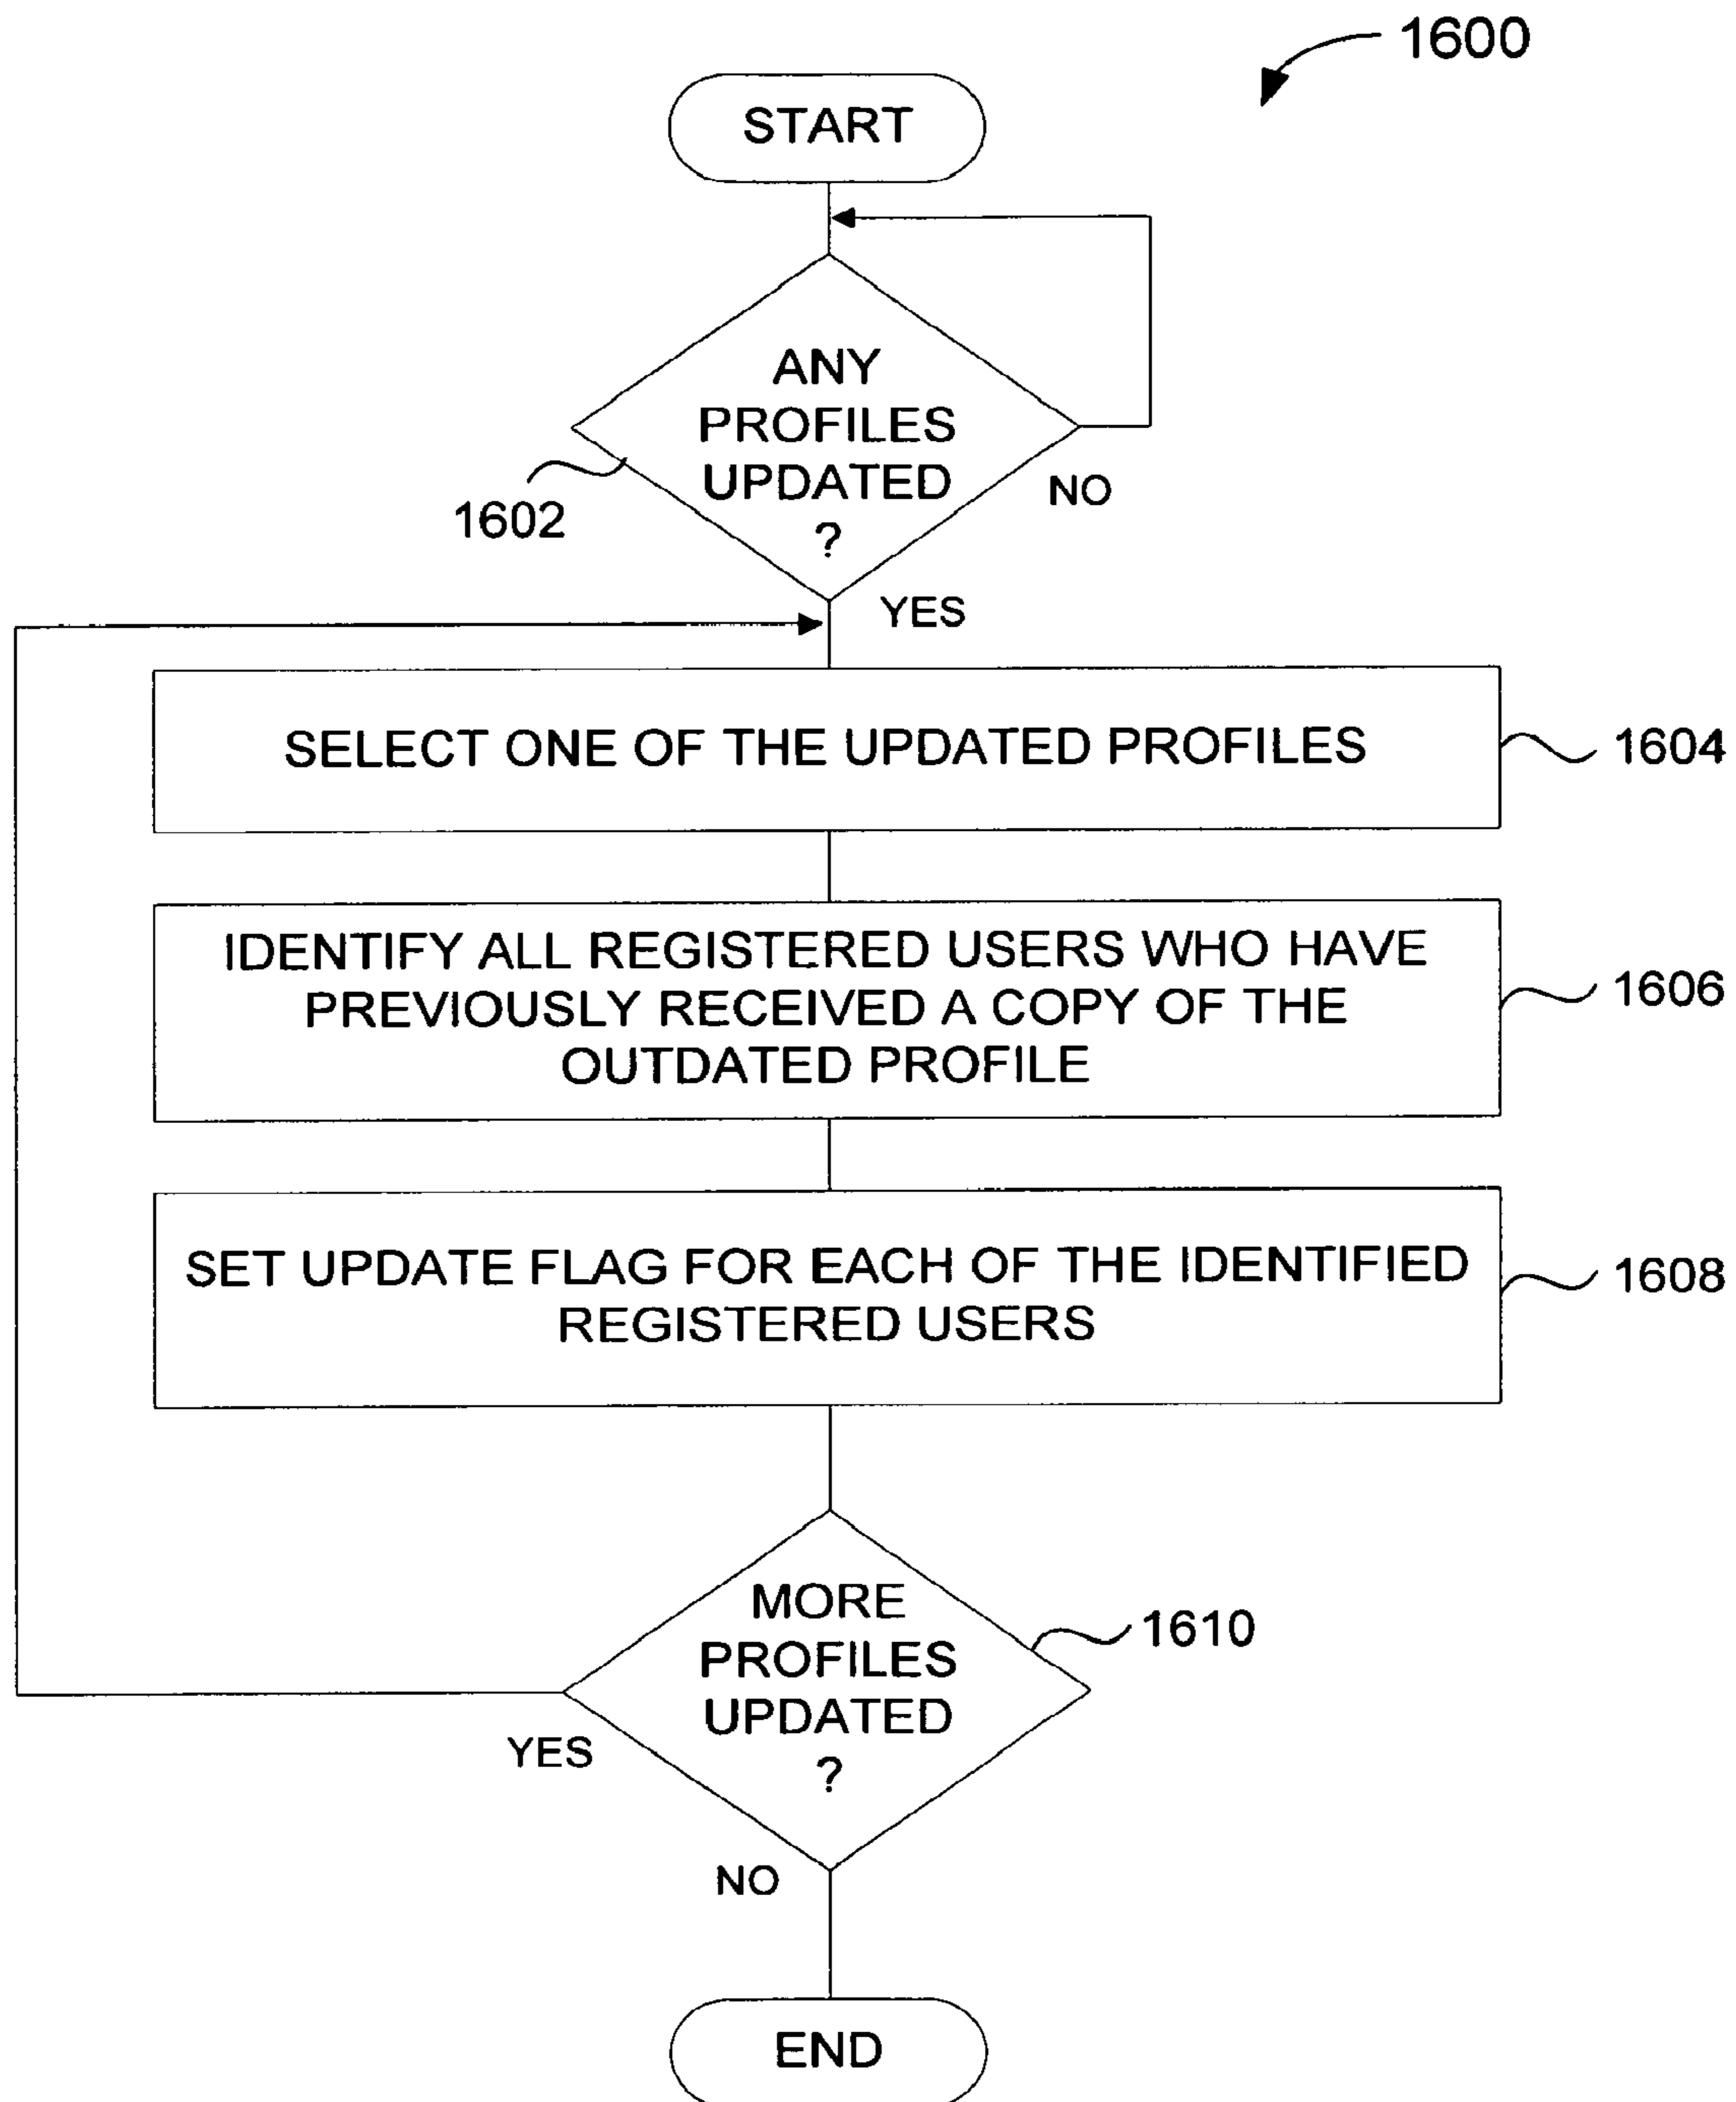 1600
START
ANY
PROFILES
UPDATED
?
NO
1602
YES
SELECT ONE OF THE UPDATED PROFILES
1604
IDENTIFY ALL REGISTERED USERS WHO HAVE
PREVIOUSLY RECEIVED A COPY OF THE
OUTDATED PROFILE
1606
SET UPDATE FLAG FOR EACH OF THE IDENTIFIED
REGISTERED USERS
1608
MORE
PROFILES
UPDATED
?
1610
YES
NO
END